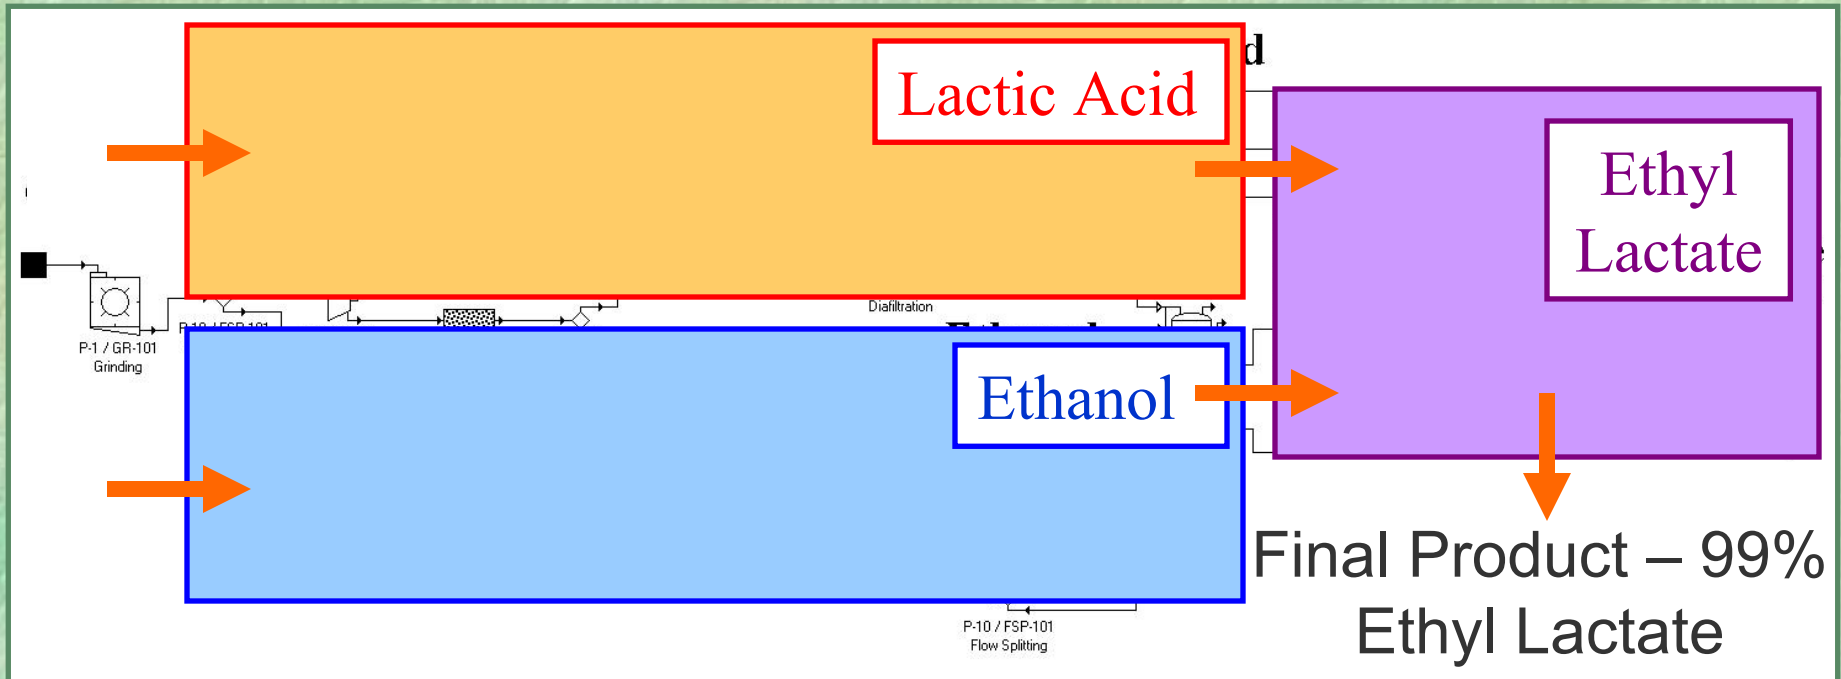 Lactic Acid
d
Ethyl
Lactate
Diafiltration
P-1 / GR-101
Grinding
Ethanol
Final Product – 99%
Ethyl Lactate
P-10 / FSP-101
Flow Splitting